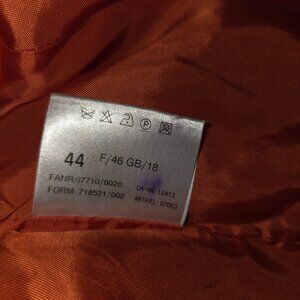 44 F/46 GB/18
FANR:07710/0020 CA-NR:12413
FORM: 718521/002 ARTIKEL: 07053